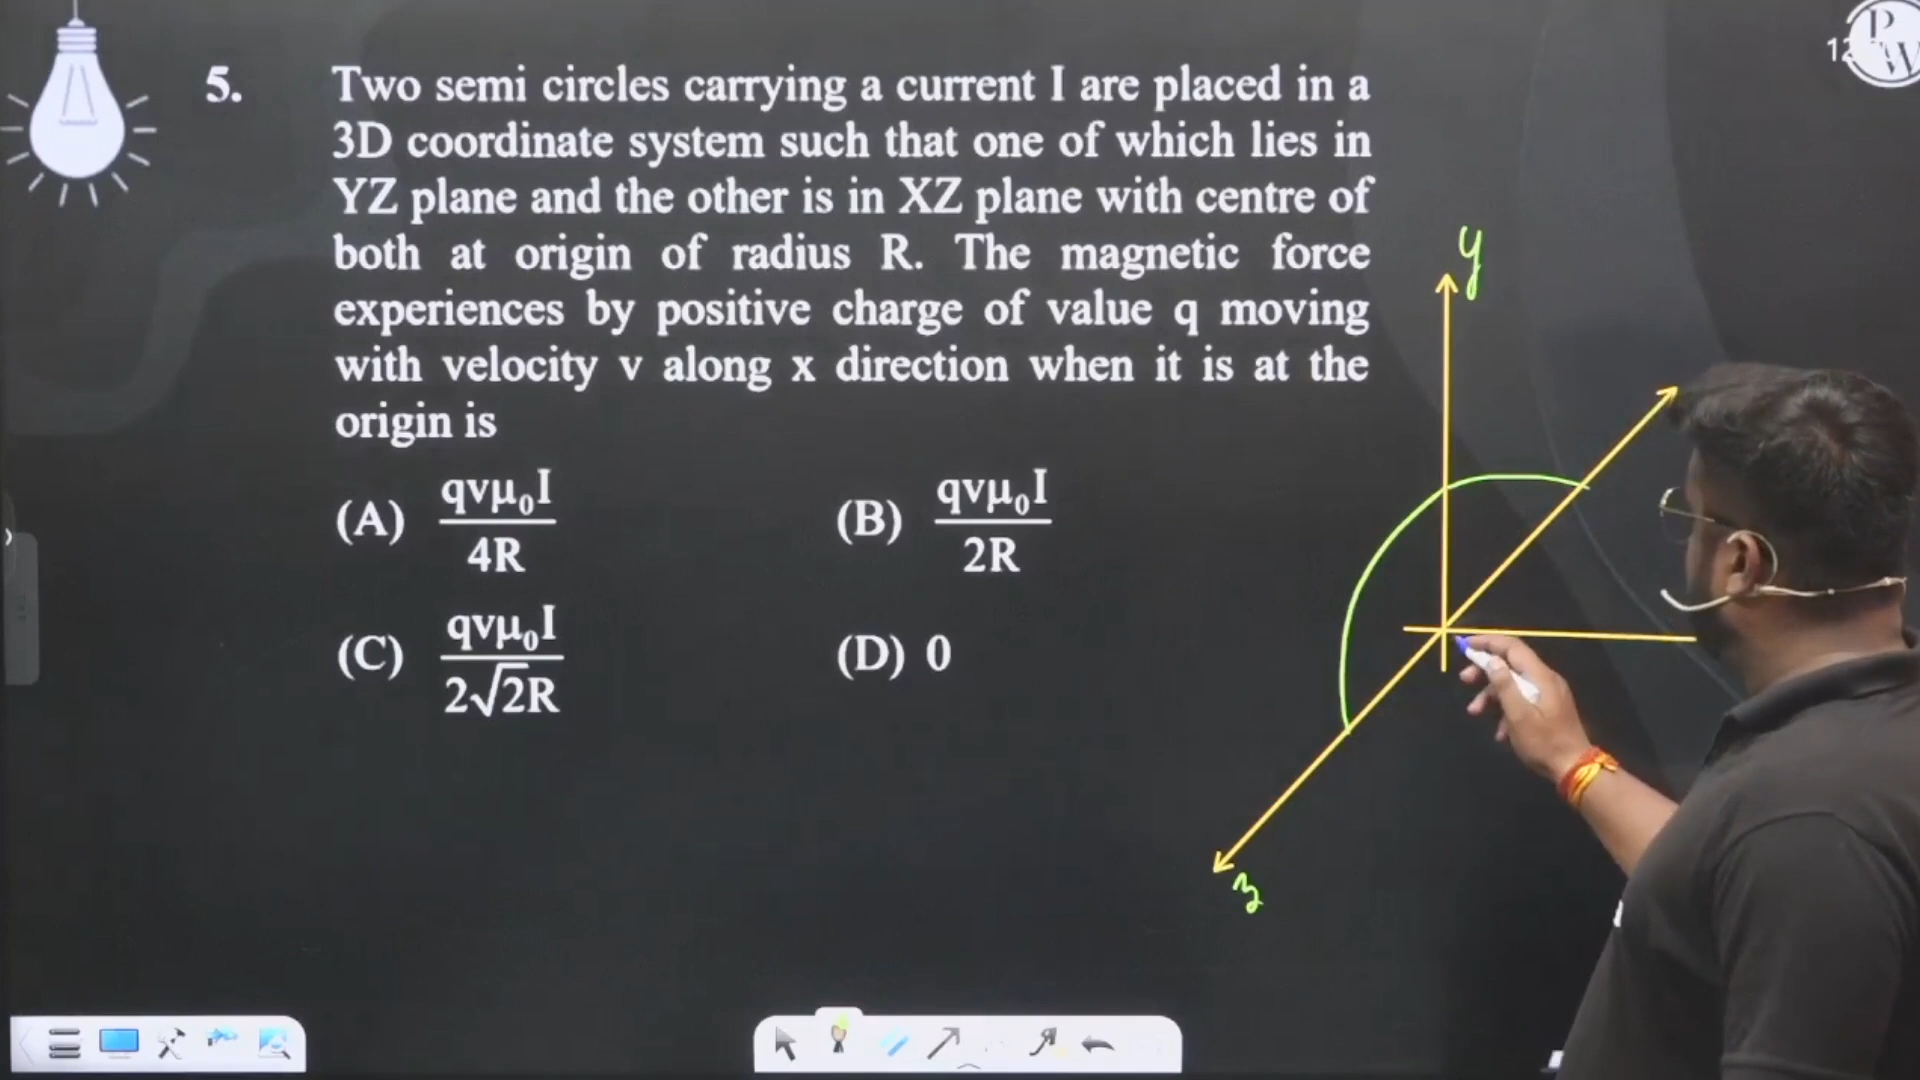 PW
12
5. Two semi circles carrying a current I are placed in a
3D coordinate system such that one of which lies in
YZ plane and the other is in XZ plane with centre of
both at origin of radius R. The magnetic force
experiences by positive charge of value q moving
with velocity v along x direction when it is at the
origin is
(A) qvμ₀I / 4R (B) qvμ₀I / 2R
(C) qvμ₀I / 2√2R (D) 0
y
z